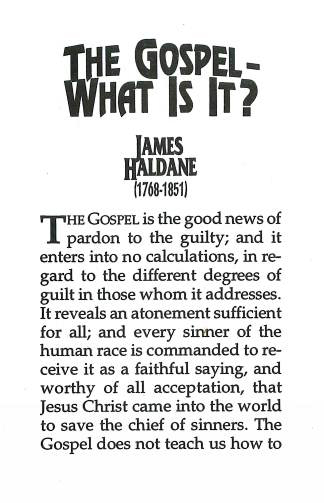 THE GOSPEL–
WHAT IS IT?
JAMES
HALDANE
(1768-1851)
THE GOSPEL is the good news of
pardon to the guilty; and it
enters into no calculations, in re-
gard to the different degrees of
guilt in those whom it addresses.
It reveals an atonement sufficient
for all; and every sinner of the
human race is commanded to re-
ceive it as a faithful saying, and
worthy of all acceptation, that
Jesus Christ came into the world
to save the chief of sinners. The
Gospel does not teach us how to